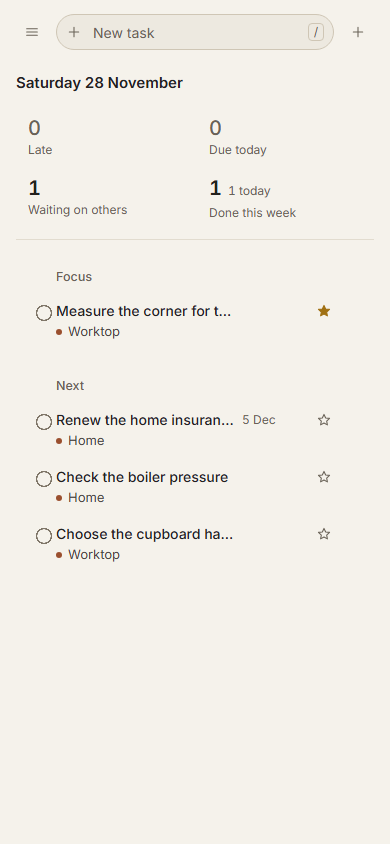 New task /
Saturday 28 November
0
Late
0
Due today
1
Waiting on others
1 1 today
Done this week
Focus
Measure the corner for t…
Worktop
Next
Renew the home insuran… 5 Dec
Home
Check the boiler pressure
Home
Choose the cupboard ha…
Worktop